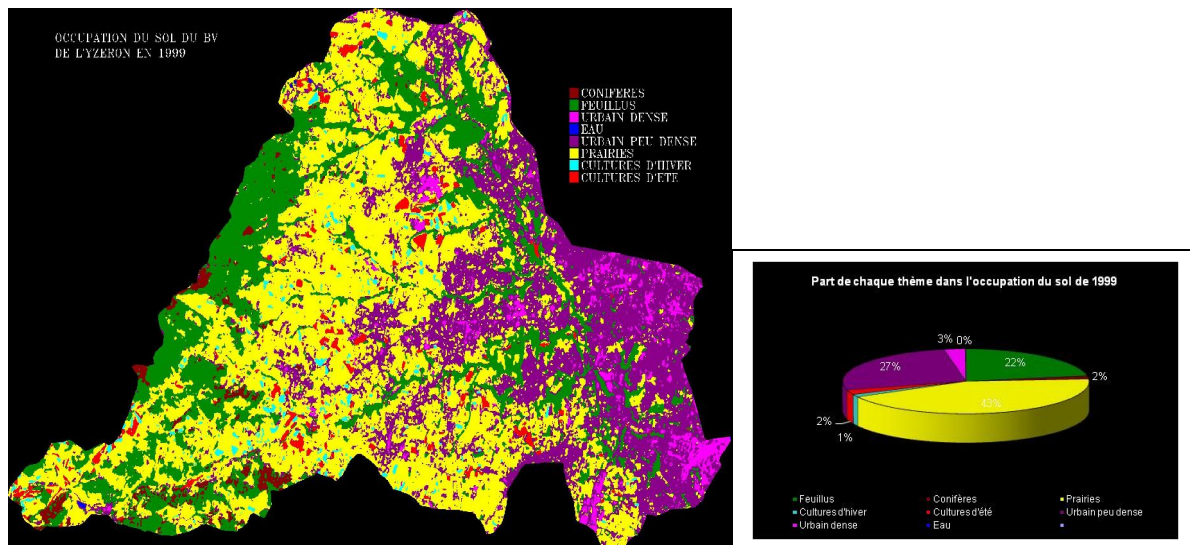 OCCUPATION DU SOL DU BV
DE L'YZERON EN 1999
CONIFERES
FEUILLUS
URBAIN DENSE
EAU
URBAIN PEU DENSE
PRAIRIES
CULTURES D'HIVER
CULTURES D'ETE
Part de chaque thème dans l'occupation du sol de 1999
3% 0%
27% 22%
2%
43%
2%
1%
Feuillus Conifères Prairies
Cultures d'hiver Cultures d'été Urbain peu dense
Urbain dense Eau